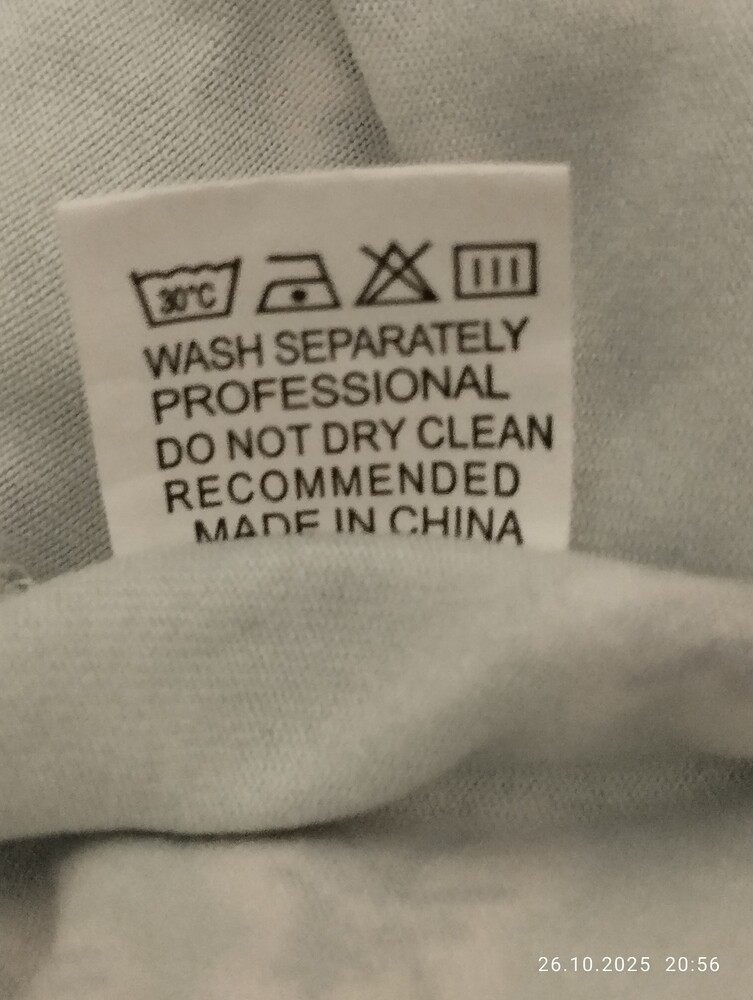 30°C
WASH SEPARATELY
PROFESSIONAL
DO NOT DRY CLEAN
RECOMMENDED
MADE IN CHINA
26.10.2025 20:56